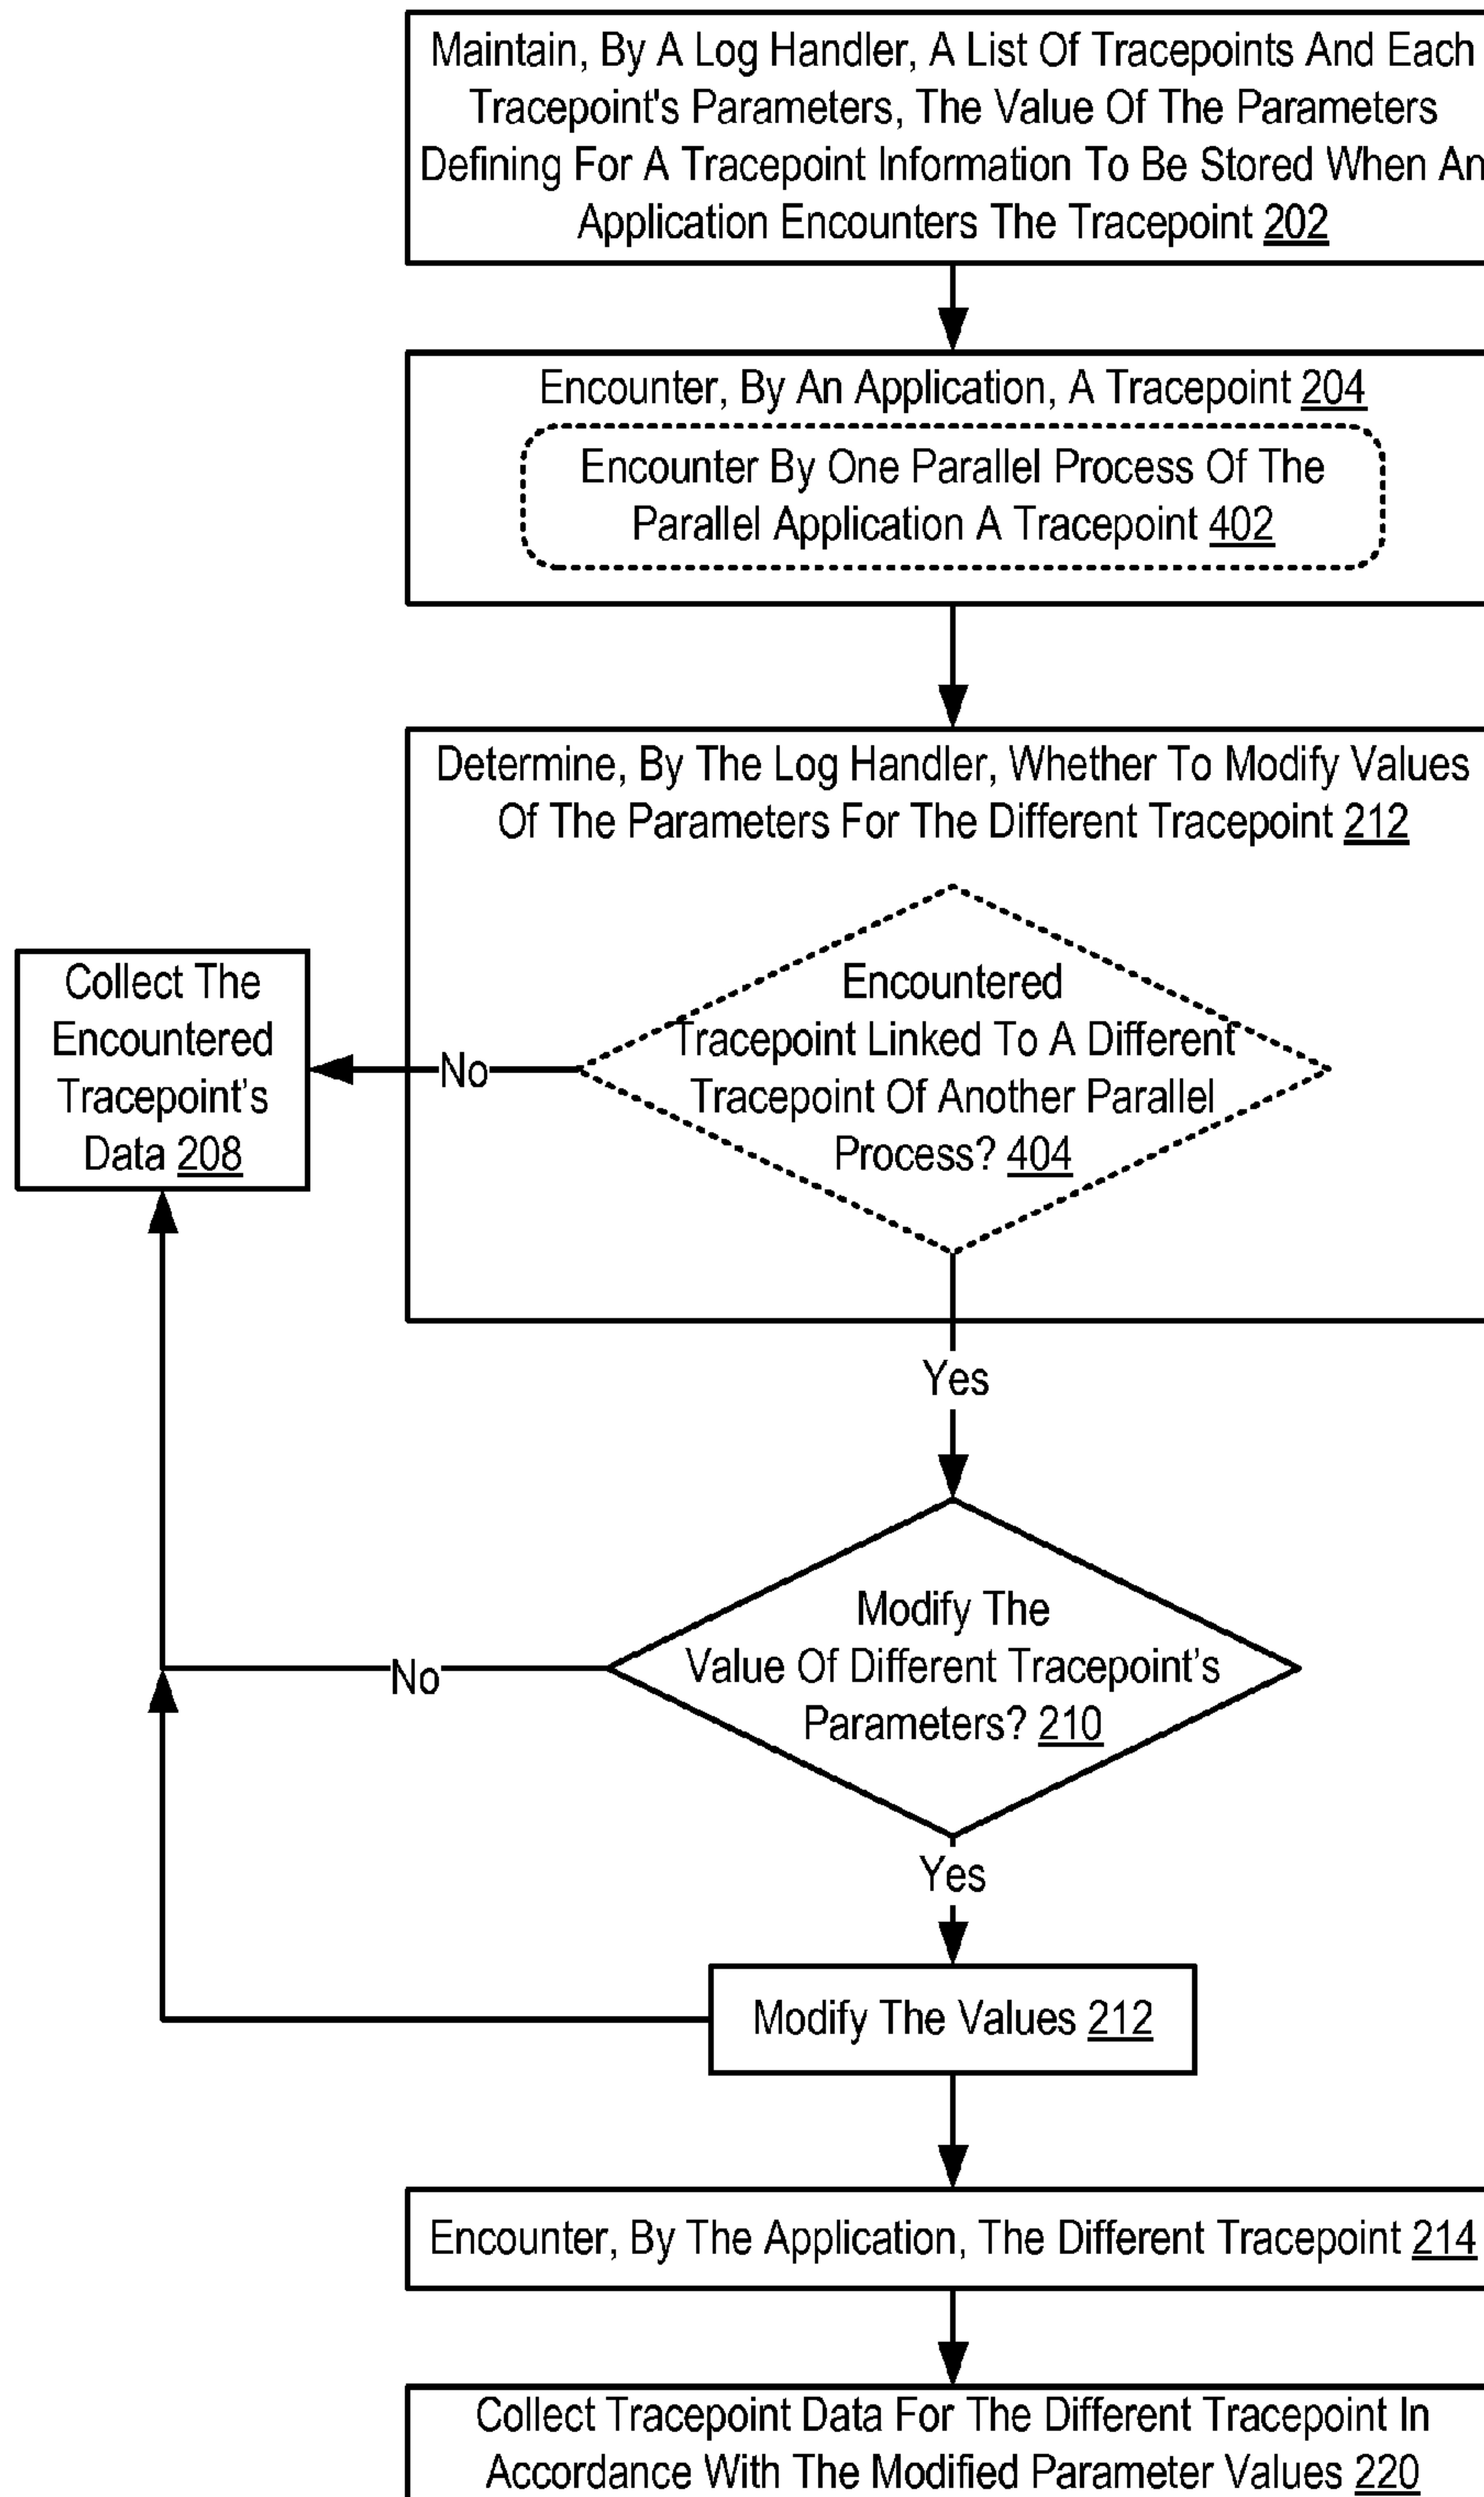 Maintain, By A Log Handler, A List Of Tracepoints And Each
Tracepoint's Parameters, The Value Of The Parameters
Defining For A Tracepoint Information To Be Stored When An
Application Encounters The Tracepoint 202
Encounter, By An Application, A Tracepoint 204
Encounter By One Parallel Process Of The
Parallel Application A Tracepoint 402
Determine, By The Log Handler, Whether To Modify Values
Of The Parameters For The Different Tracepoint 212
Encountered
Tracepoint Linked To A Different
Tracepoint Of Another Parallel
Process? 404
No
Collect The
Encountered
Tracepoint's
Data 208
Yes
Modify The
Value Of Different Tracepoint's
Parameters? 210
No
Yes
Modify The Values 212
Encounter, By The Application, The Different Tracepoint 214
Collect Tracepoint Data For The Different Tracepoint In
Accordance With The Modified Parameter Values 220